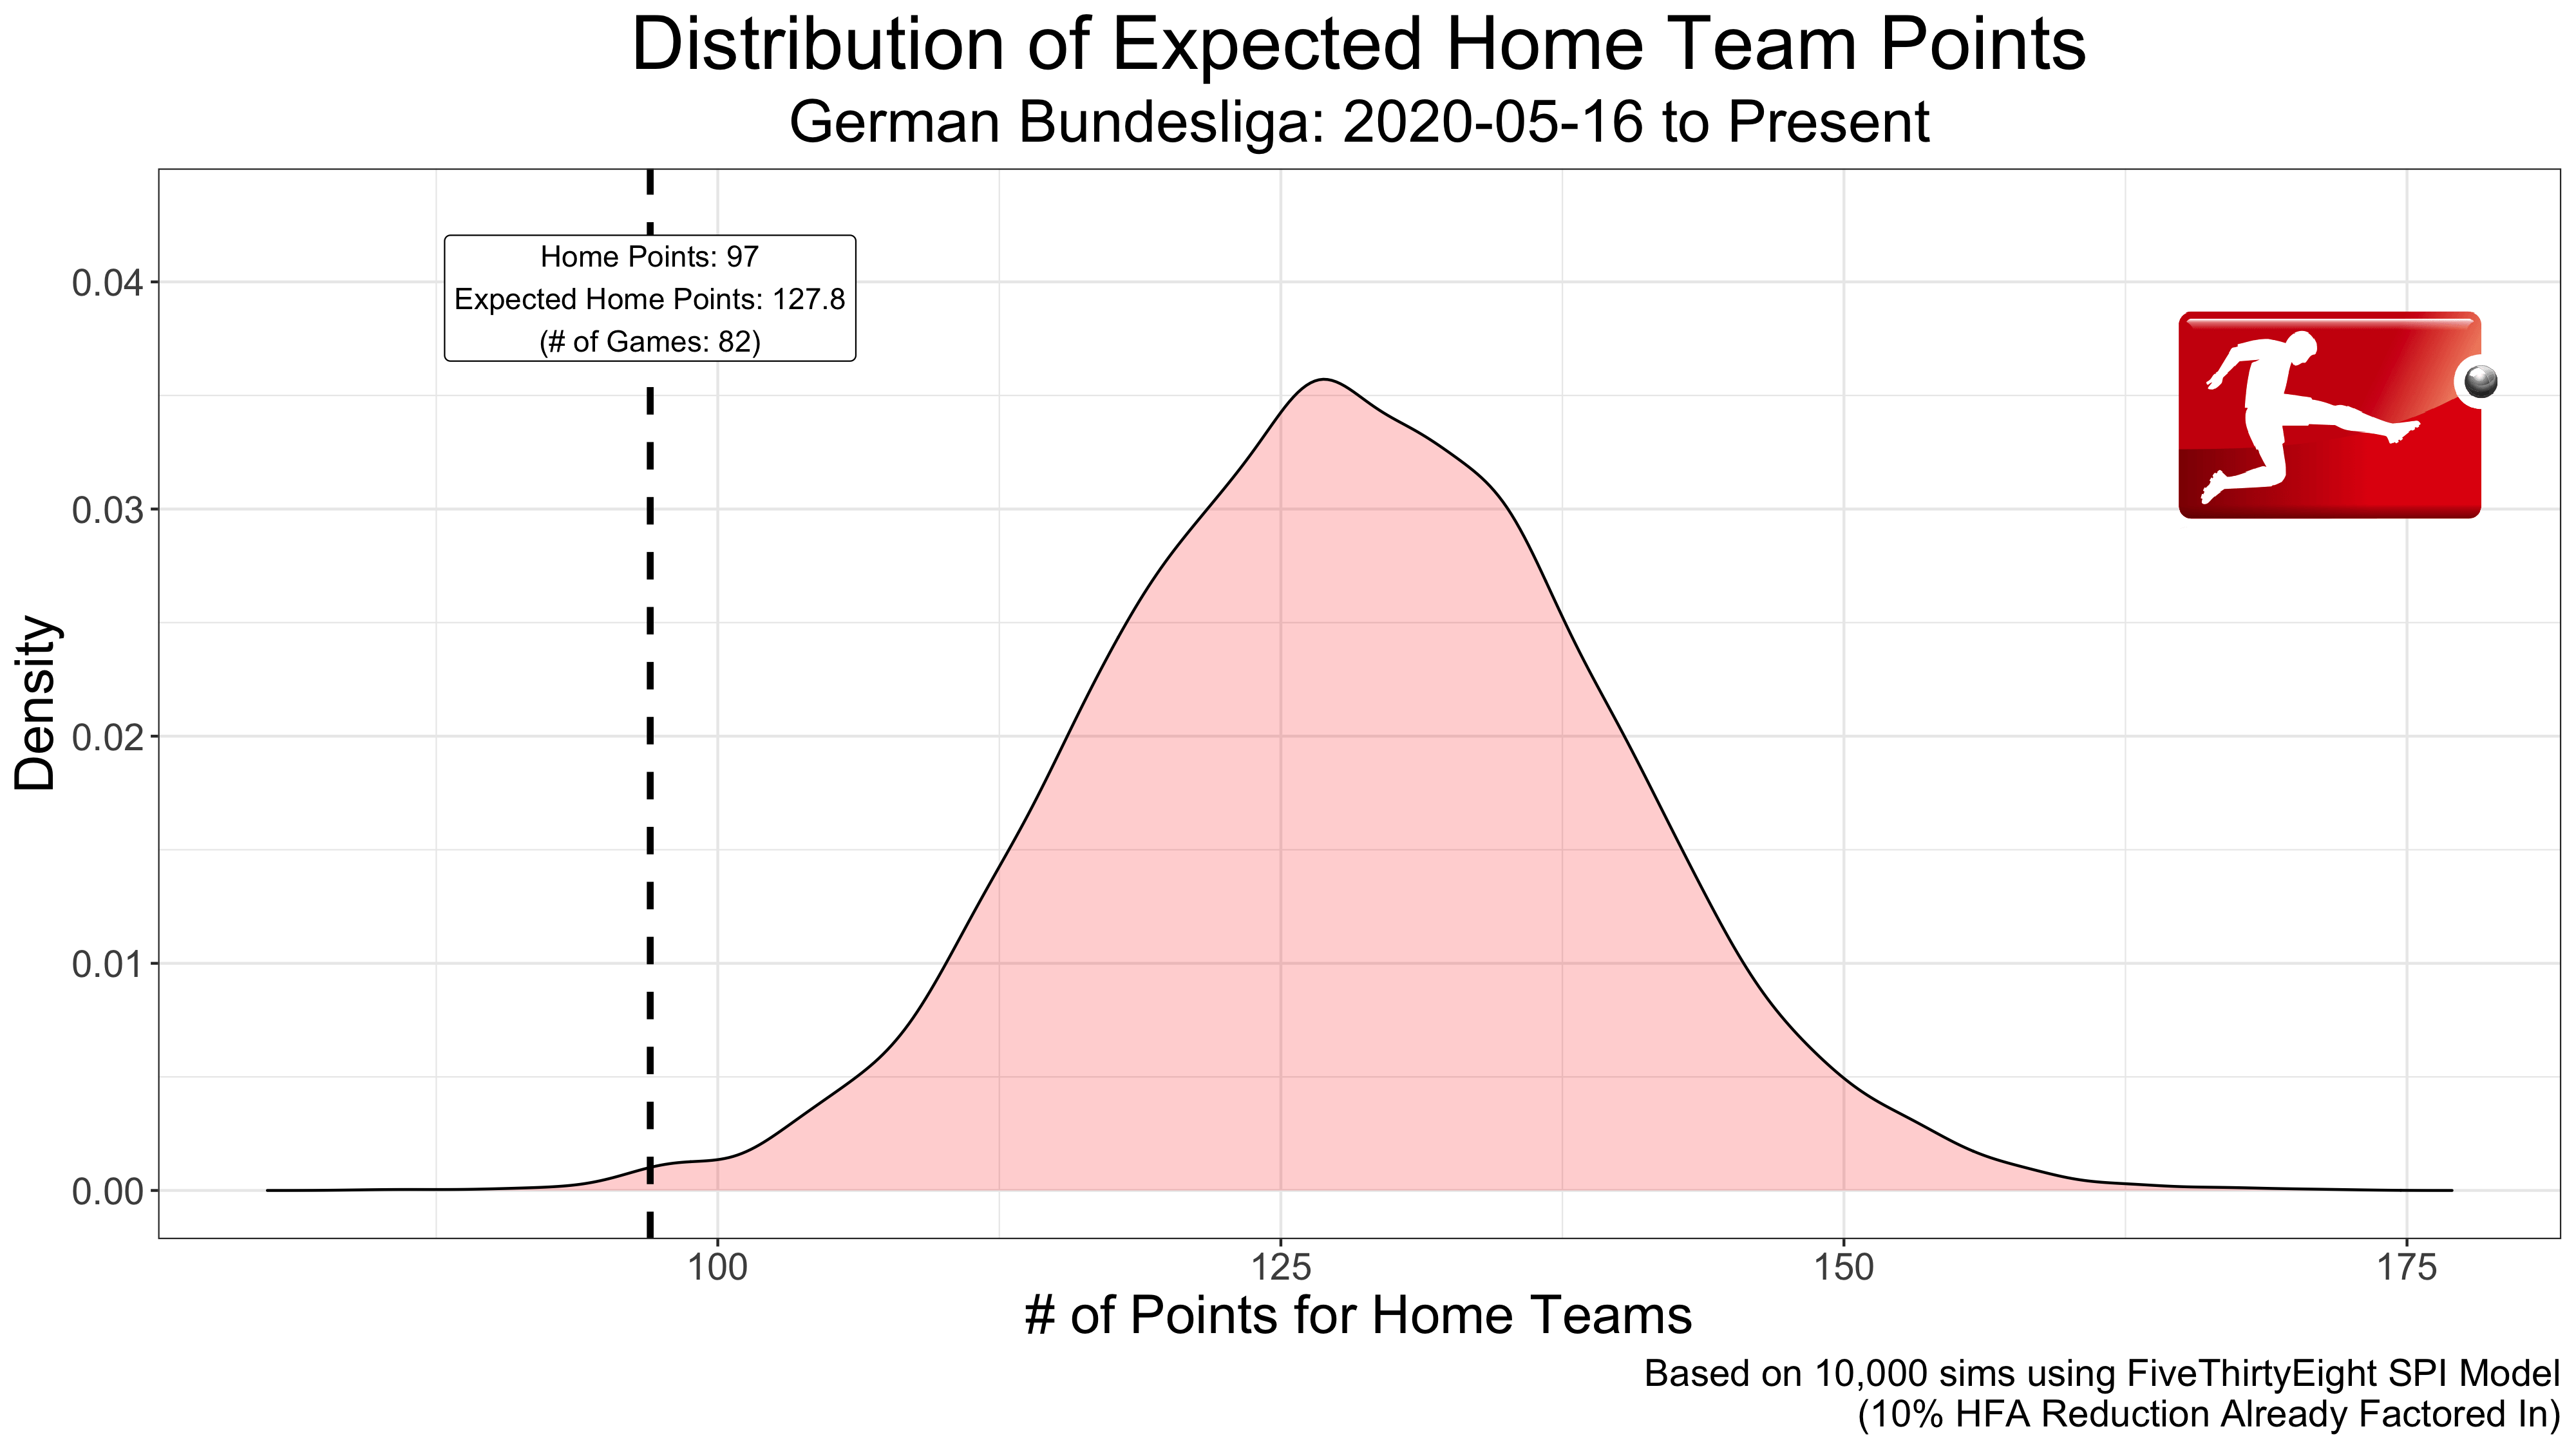 Distribution of Expected Home Team Points
German Bundesliga: 2020-05-16 to Present
Home Points: 97
Expected Home Points: 127.8
(# of Games: 82)
0.04
0.03
0.02
0.01
0.00
Density
100
125
150
175
# of Points for Home Teams
Based on 10,000 sims using FiveThirtyEight SPI Model
(10% HFA Reduction Already Factored In)